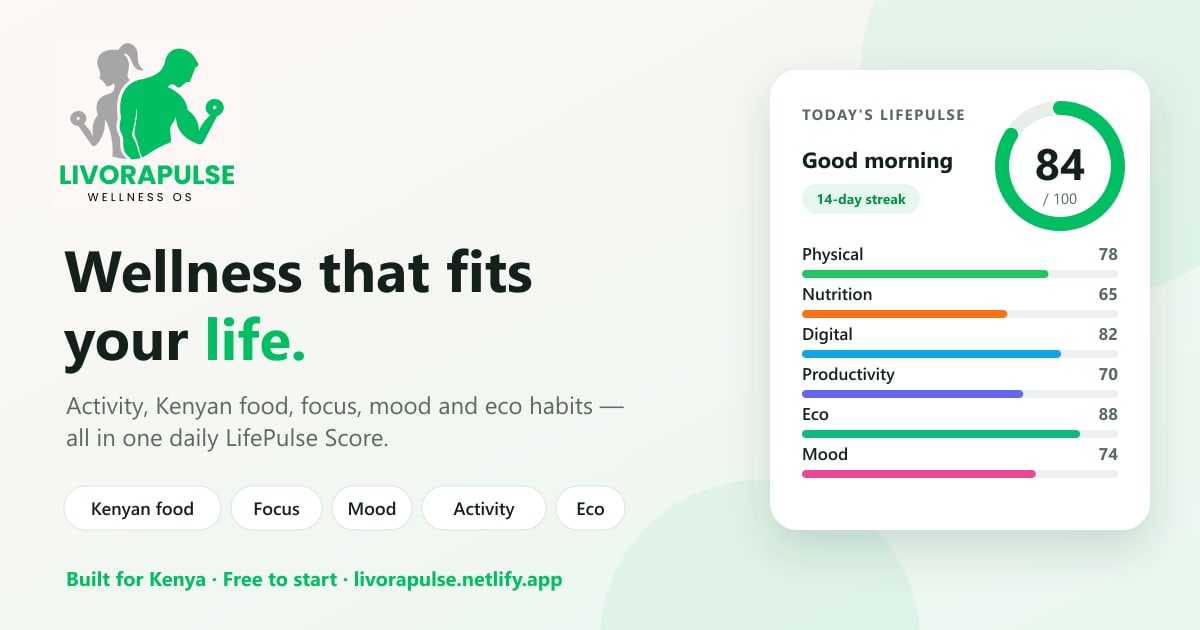 LIVORAPULSE
WELLNESS OS
Wellness that fits
your life.
Activity, Kenyan food, focus, mood and eco habits —
all in one daily LifePulse Score.
Kenyan food
Focus
Mood
Activity
Eco
Built for Kenya · Free to start · livorapulse.netlify.app
TODAY'S LIFEPULSE
Good morning
14-day streak
84
/ 100
Physical 78
Nutrition 65
Digital 82
Productivity 70
Eco 88
Mood 74